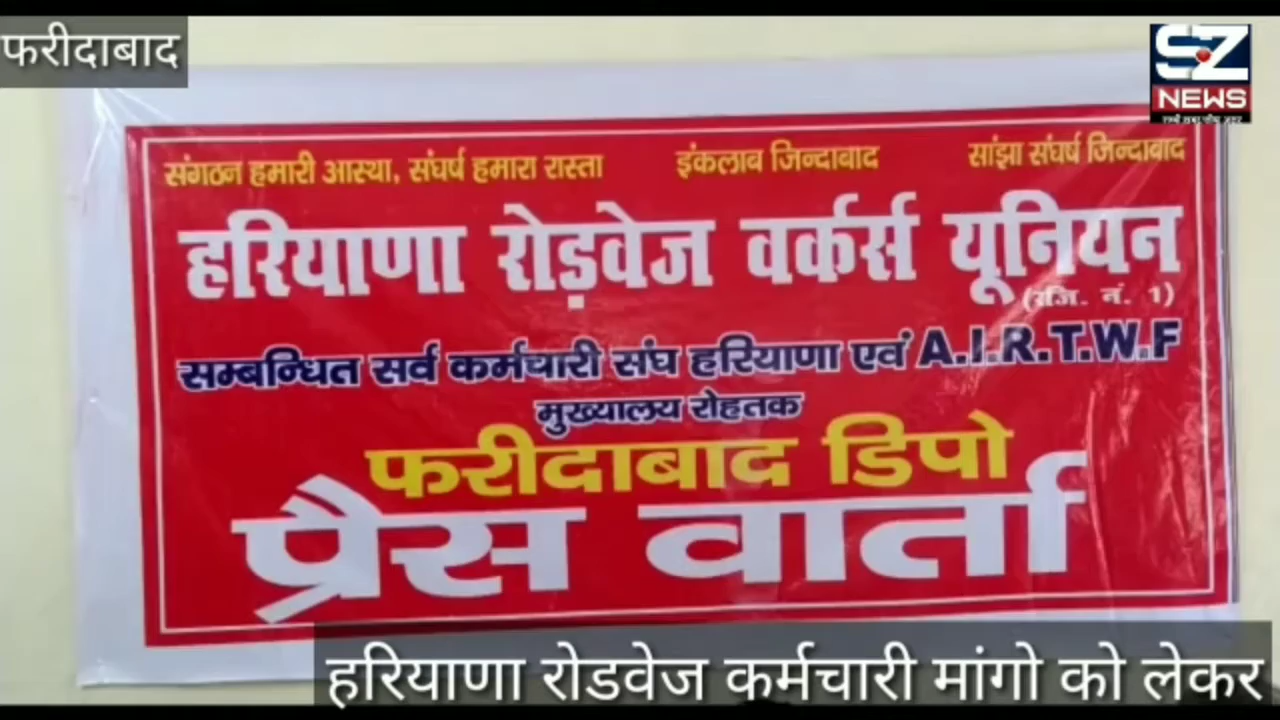 फरीदाबाद
SZ
NEWS
संगठन हमारी आस्था, संघर्ष हमारा रास्ता इंकलाब जिन्दाबाद सांझा संघर्ष जिन्दाबाद
हरियाणा रोड़वेज वर्कर्स यूनियन
(रजि. नं. 1)
सम्बन्धित सर्व कर्मचारी संघ हरियाणा एवं A.I.R.T.W.F
मुख्यालय रोहतक
फरीदाबाद डिपो
प्रैस वार्ता
हरियाणा रोडवेज कर्मचारी मांगो को लेकर